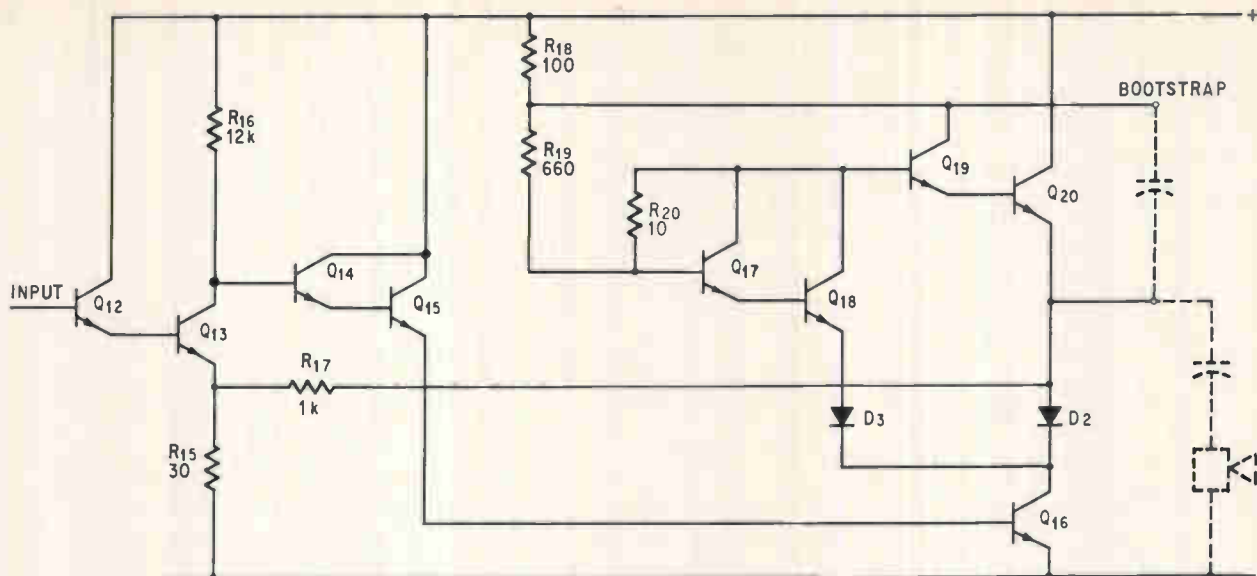 +
R18
100
BOOTSTRAP
R16
12k
R19
660
Q19
Q20
R20
10
Q17
Q14
INPUT
Q12
Q15
Q18
Q13
R17
1k
D3
D2
R15
30
Q16